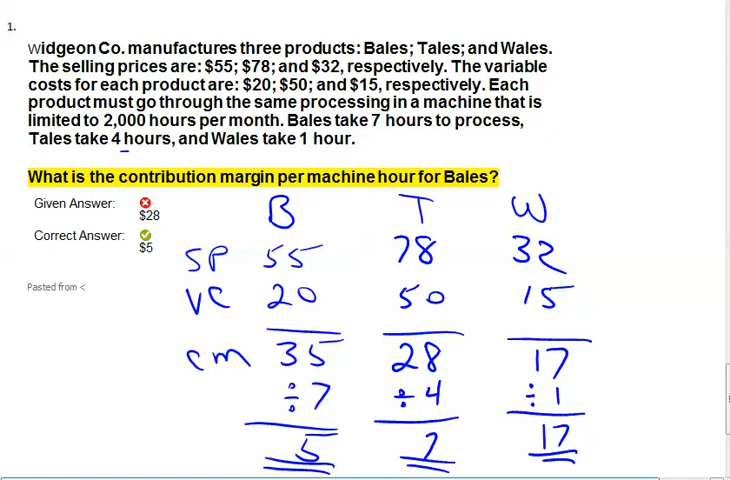 1.
widgeon Co. manufactures three products: Bales; Tales; and Wales.
The selling prices are: $55; $78; and $32, respectively. The variable
costs for each product are: $20; $50; and $15, respectively. Each
product must go through the same processing in a machine that is
limited to 2,000 hours per month. Bales take 7 hours to process,
Tales take 4 hours, and Wales take 1 hour.
What is the contribution margin per machine hour for Bales?
Given Answer: $28
Correct Answer: $5
Pasted from <
B T W
SP 55 78 32
VC 20 50 15
cm 35 28 17
÷7 ÷4 ÷1
5 7 17